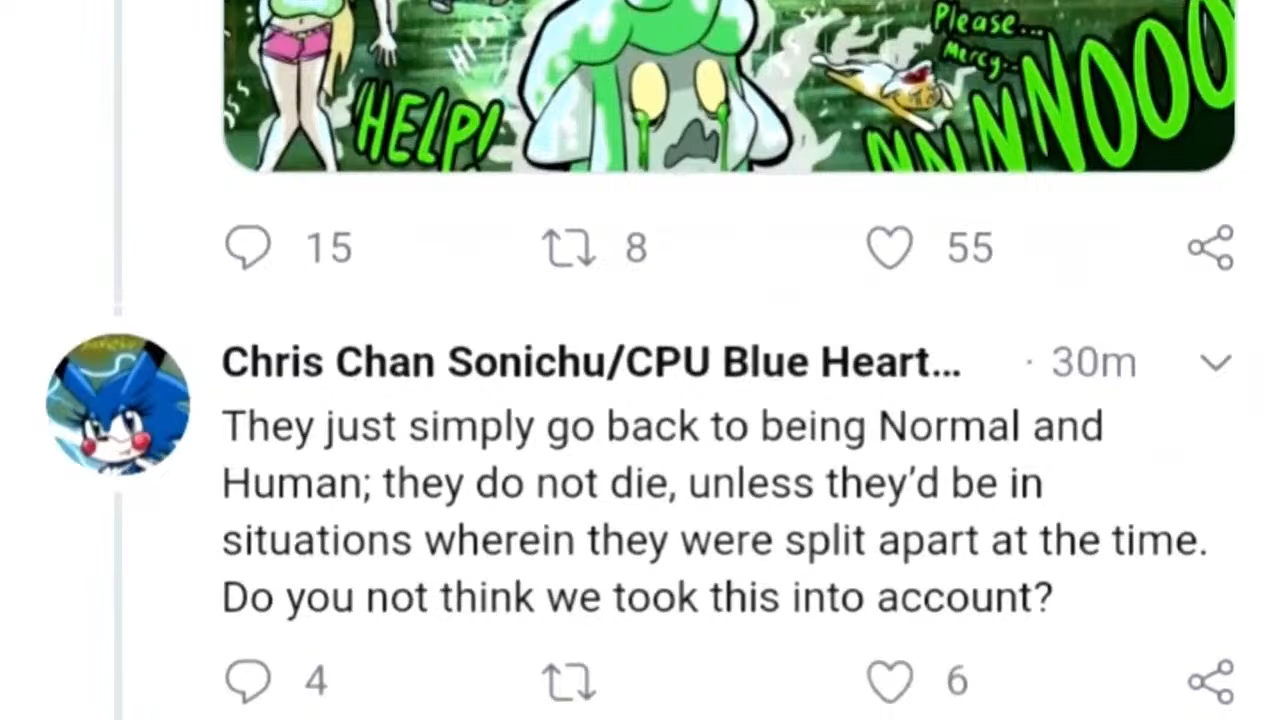 Please...
Mercy...
HELP!
NNNNNOOO
15
8
55
Chris Chan Sonichu/CPU Blue Heart... · 30m
They just simply go back to being Normal and
Human; they do not die, unless they’d be in
situations wherein they were split apart at the time.
Do you not think we took this into account?
4
6